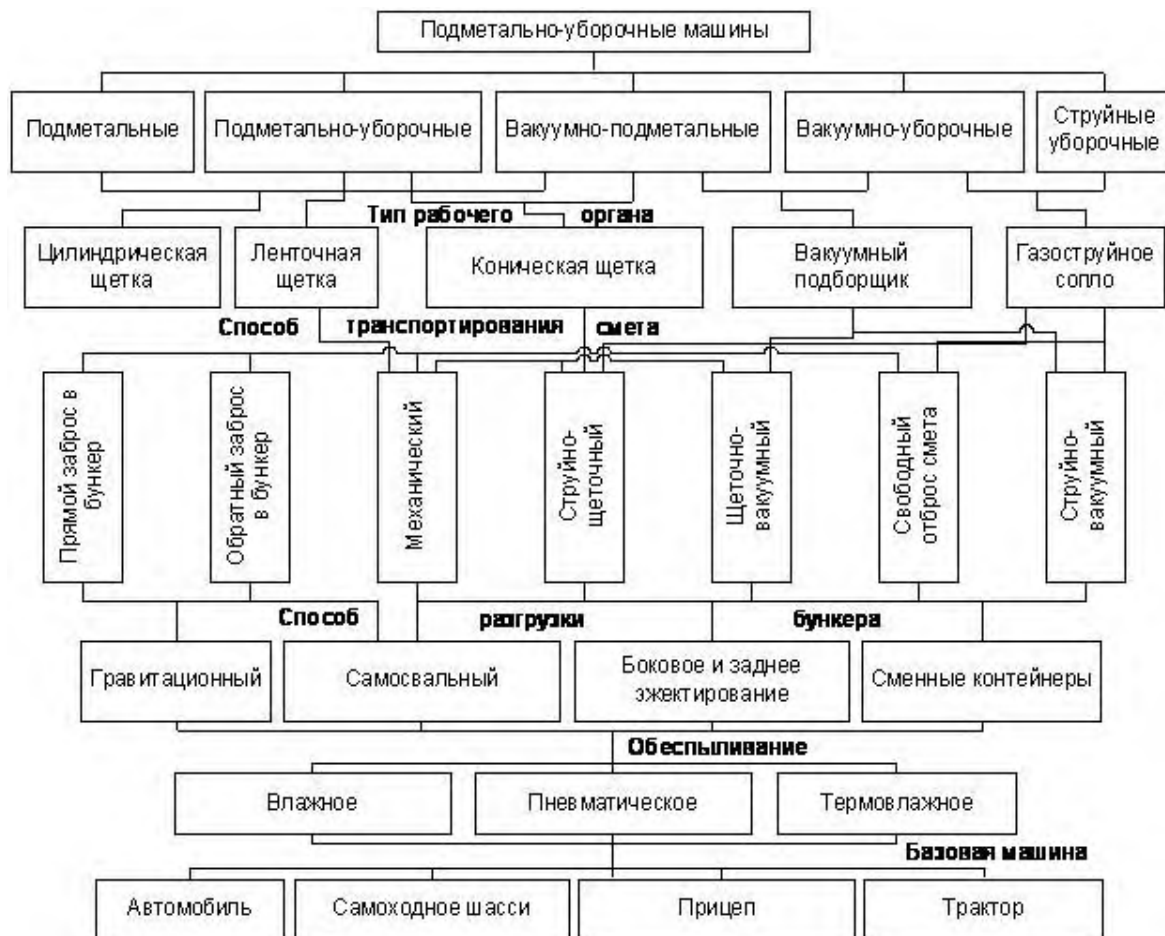 Подметально-уборочные машины
Подметальные
Подметально-уборочные
Вакуумно-подметальные
Вакуумно-уборочные
Струйные
уборочные
Тип рабочего органа
Цилиндрическая
щетка
Ленточная
щетка
Коническая щетка
Вакуумный
подборщик
Газоструйное
сопло
Способ транспортирования смета
Прямой заброс в
бункер
Обратный заброс
в бункер
Механический
Струйно-
щеточный
Щеточно-
вакуумный
Свободный
отброс смета
Струйно-
вакуумный
Способ разгрузки бункера
Гравитационный
Самосвальный
Боковое и заднее
эжектирование
Сменные контейнеры
Обеспыливание
Влажное
Пневматическое
Термовлажное
Базовая машина
Автомобиль
Самоходное шасси
Прицеп
Трактор